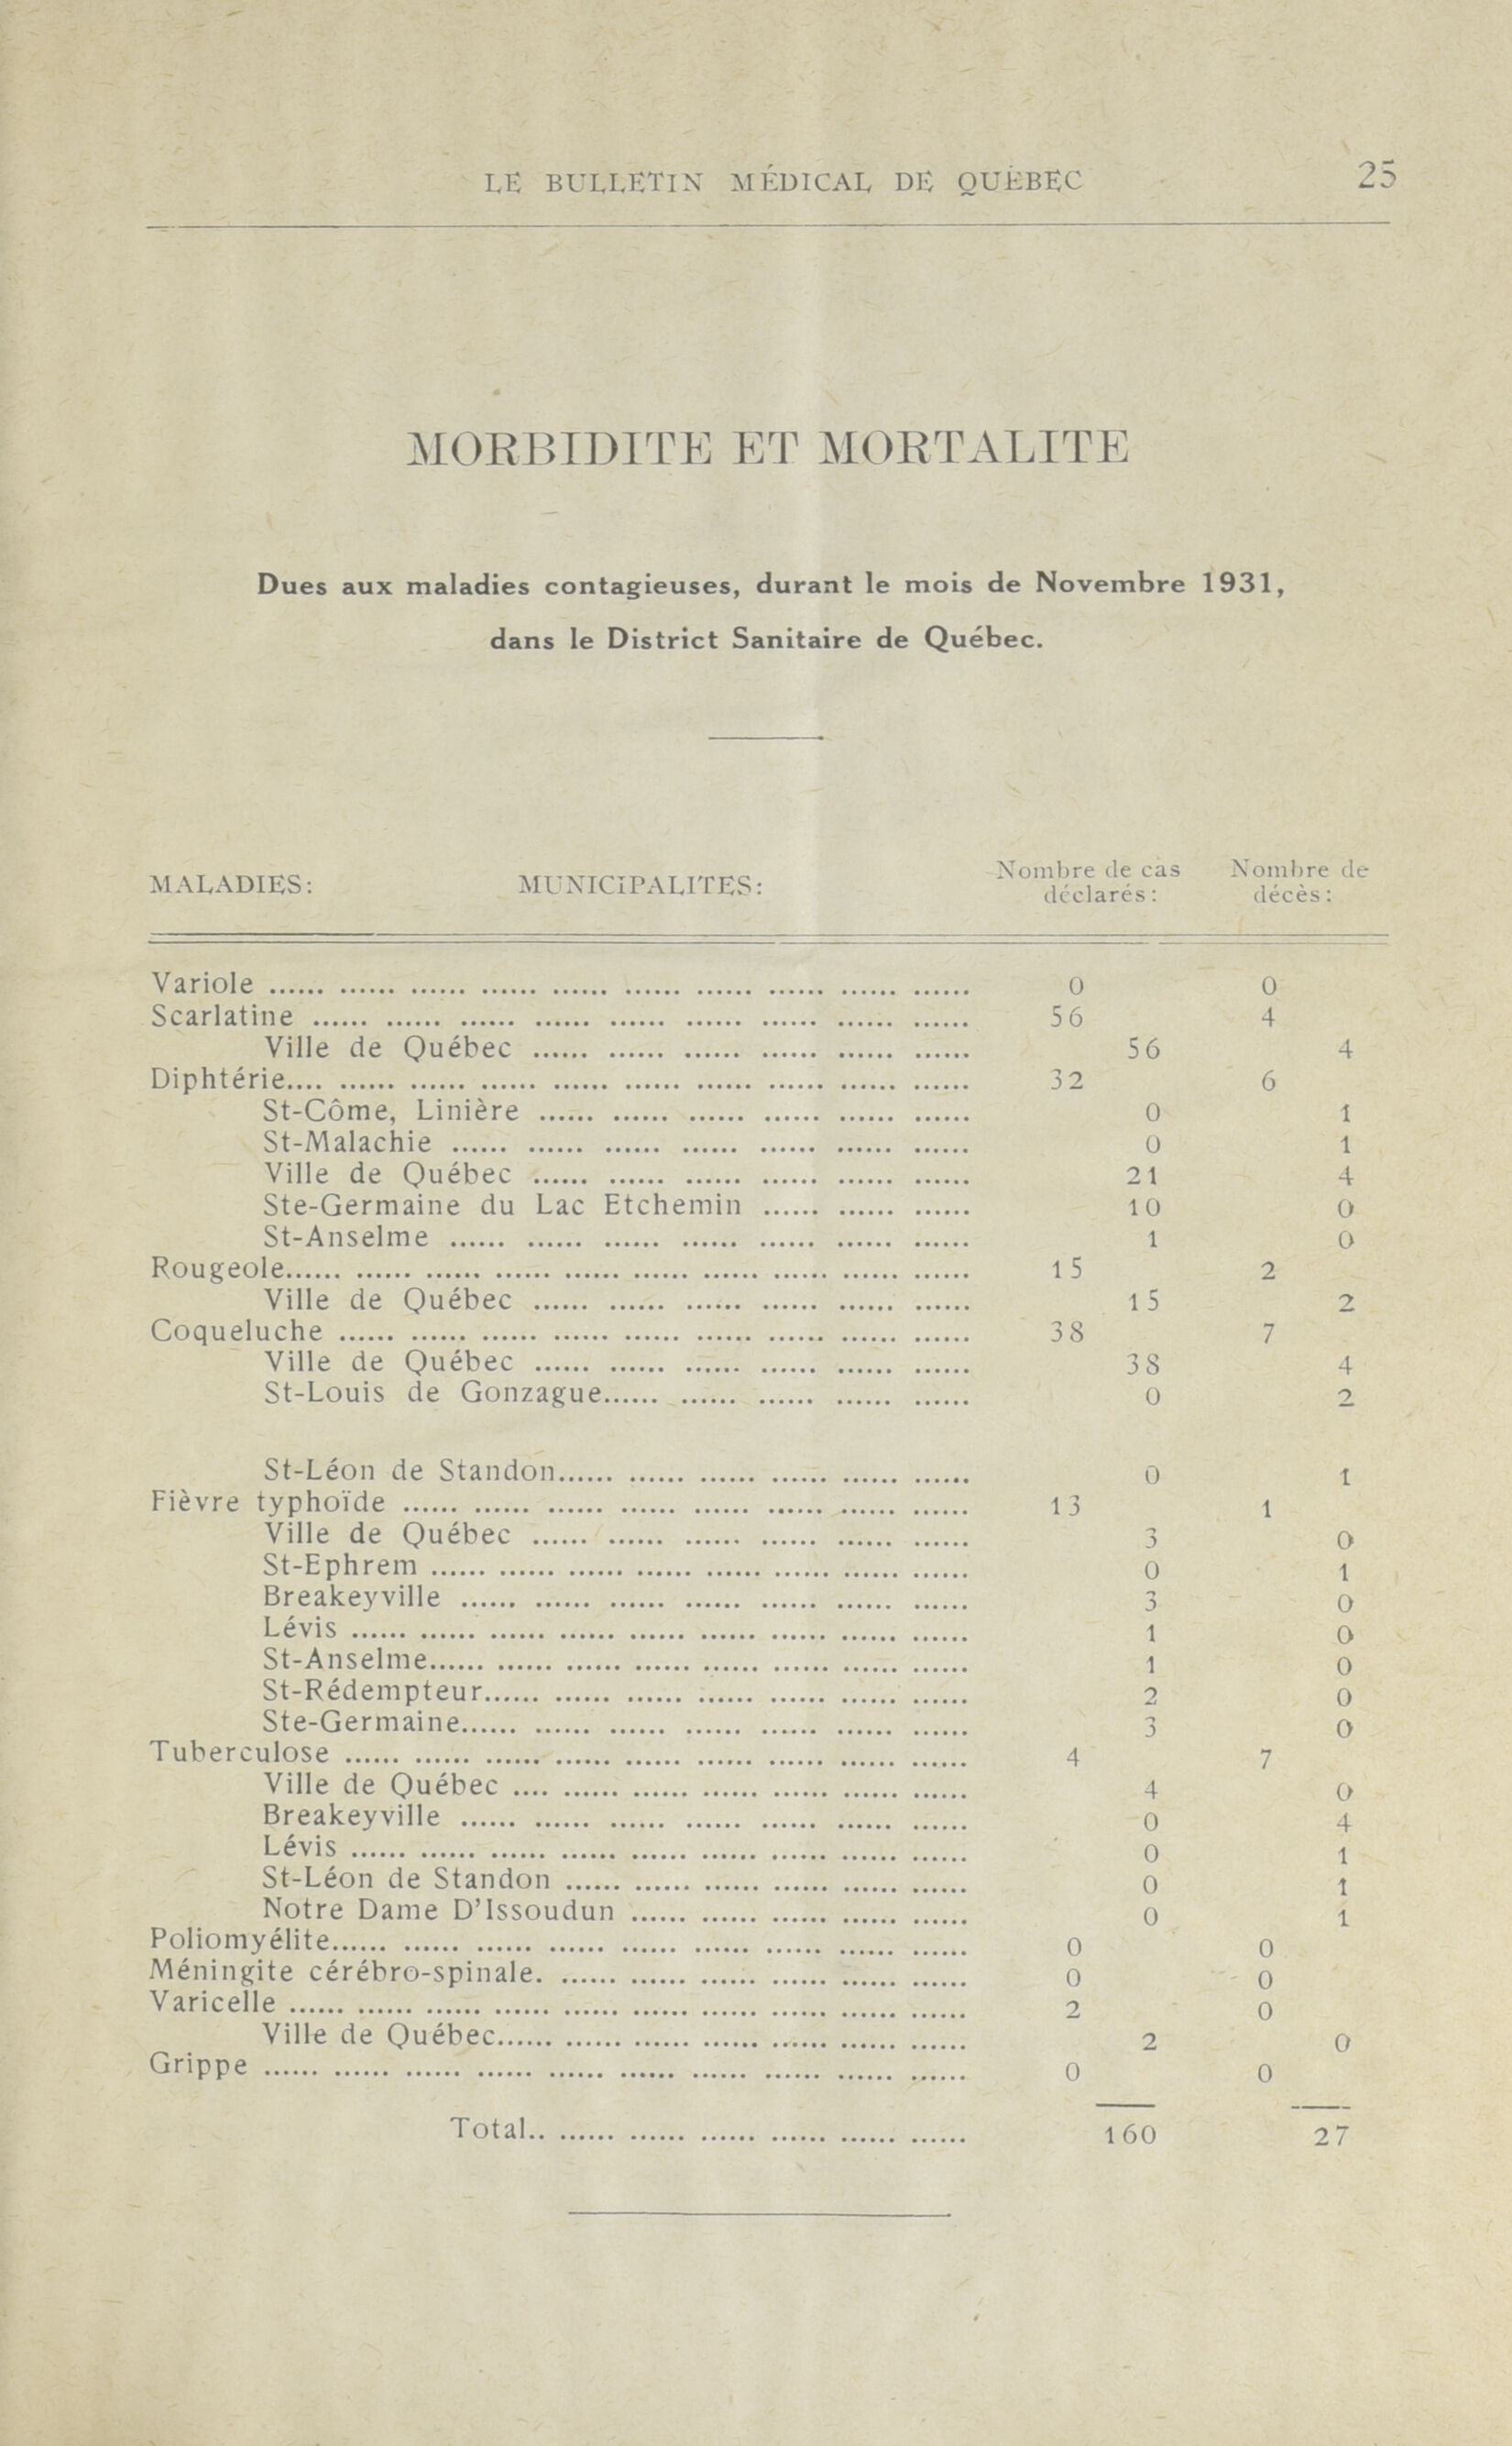 LE BULLETIN MÉDICAL DE QUÉBEC 25
MORBIDITE ET MORTALITE
Dues aux maladies contagieuses, durant le mois de Novembre 1931,
dans le District Sanitaire de Québec.
MALADIES: MUNICIPALITES: Nombre de cas déclarés: Nombre de décès:
Variole ...... ...... ...... ...... ...... ...... ...... ...... ...... ...... 0 0
Scarlatine ...... ...... ...... ...... ...... ...... ...... ...... ...... 56 4
Ville de Québec ...... ...... ...... ...... ...... ...... 56 4
Diphtérie.... ...... ...... ...... ...... ...... ...... ...... ...... ...... 32 6
St-Côme, Linière ...... ...... ...... ...... ...... ...... 0 1
St-Malachie ...... ...... ...... ...... ...... ...... ...... 0 1
Ville de Québec ...... ...... ...... ...... ...... ...... 21 4
Ste-Germaine du Lac Etchemin ...... ...... ...... 10 0
St-Anselme ...... ...... ...... ...... ...... ...... ...... 1 0
Rougeole...... ...... ...... ...... ...... ...... ...... ...... ...... ...... 15 2
Ville de Québec ...... ...... ...... ...... ...... ...... 15 2
Coqueluche ...... ...... ...... ...... ...... ...... ...... ...... ...... 38 7
Ville de Québec ...... ...... ...... ...... ...... ...... 38 4
St-Louis de Gonzague...... ...... ...... ...... ...... 0 2
St-Léon de Standon...... ...... ...... ...... ...... ...... 0 1
Fièvre typhoïde ...... ...... ...... ...... ...... ...... ...... ...... 13 1
Ville de Québec ...... ...... ...... ...... ...... ...... 3 0
St-Ephrem ...... ...... ...... ...... ...... ...... ...... ...... 0 1
Breakeyville ...... ...... ...... ...... ...... ...... ...... 3 0
Lévis ...... ...... ...... ...... ...... ...... ...... ...... ...... 1 0
St-Anselme...... ...... ...... ...... ...... ...... ...... ...... 1 0
St-Rédempteur...... ...... ...... ...... ...... ...... ...... 2 0
Ste-Germaine...... ...... ...... ...... ...... ...... ...... 3 0
Tuberculose ...... ...... ...... ...... ...... ...... ...... ...... ...... 4 7
Ville de Québec .... ...... ...... ...... ...... ...... ...... 4 0
Breakeyville ...... ...... ...... ...... ...... ...... ...... 0 4
Lévis ...... ...... ...... ...... ...... ...... ...... ...... ...... 0 1
St-Léon de Standon ...... ...... ...... ...... ...... ...... 0 1
Notre Dame D'Issoudun ...... ...... ...... ...... ...... 0 1
Poliomyélite...... ...... ...... ...... ...... ...... ...... ...... ...... 0 0
Méningite cérébro-spinale. ...... ...... ...... ...... ...... ...... 0 0
Varicelle ...... ...... ...... ...... ...... ...... ...... ...... ...... ...... 2 0
Ville de Québec...... ...... ...... ...... ...... ...... ...... 2 0
Grippe ...... ...... ...... ...... ...... ...... ...... ...... ...... ...... 0 0
Total.. ...... ...... ...... ...... ...... ...... 160 27